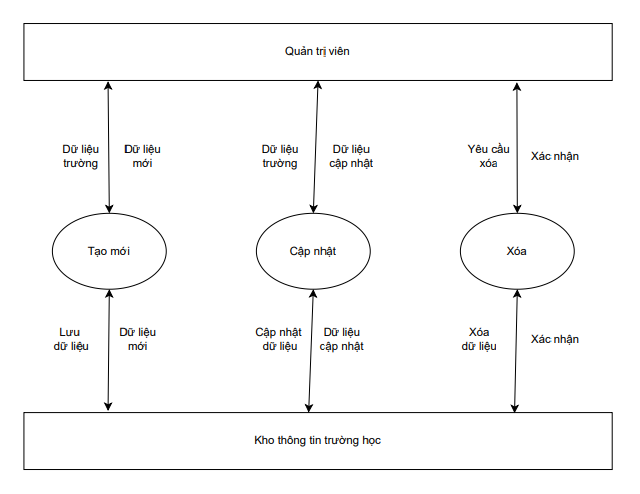 Quản trị viên
Dữ liệu
trường
Dữ liệu
mới
Dữ liệu
trường
Dữ liệu
cập nhật
Yêu cầu
xóa
Xác nhận
Tạo mới
Cập nhật
Xóa
Lưu
dữ liệu
Dữ liệu
mới
Cập nhật
dữ liệu
Dữ liệu
cập nhật
Xóa
dữ liệu
Xác nhận
Kho thông tin trường học